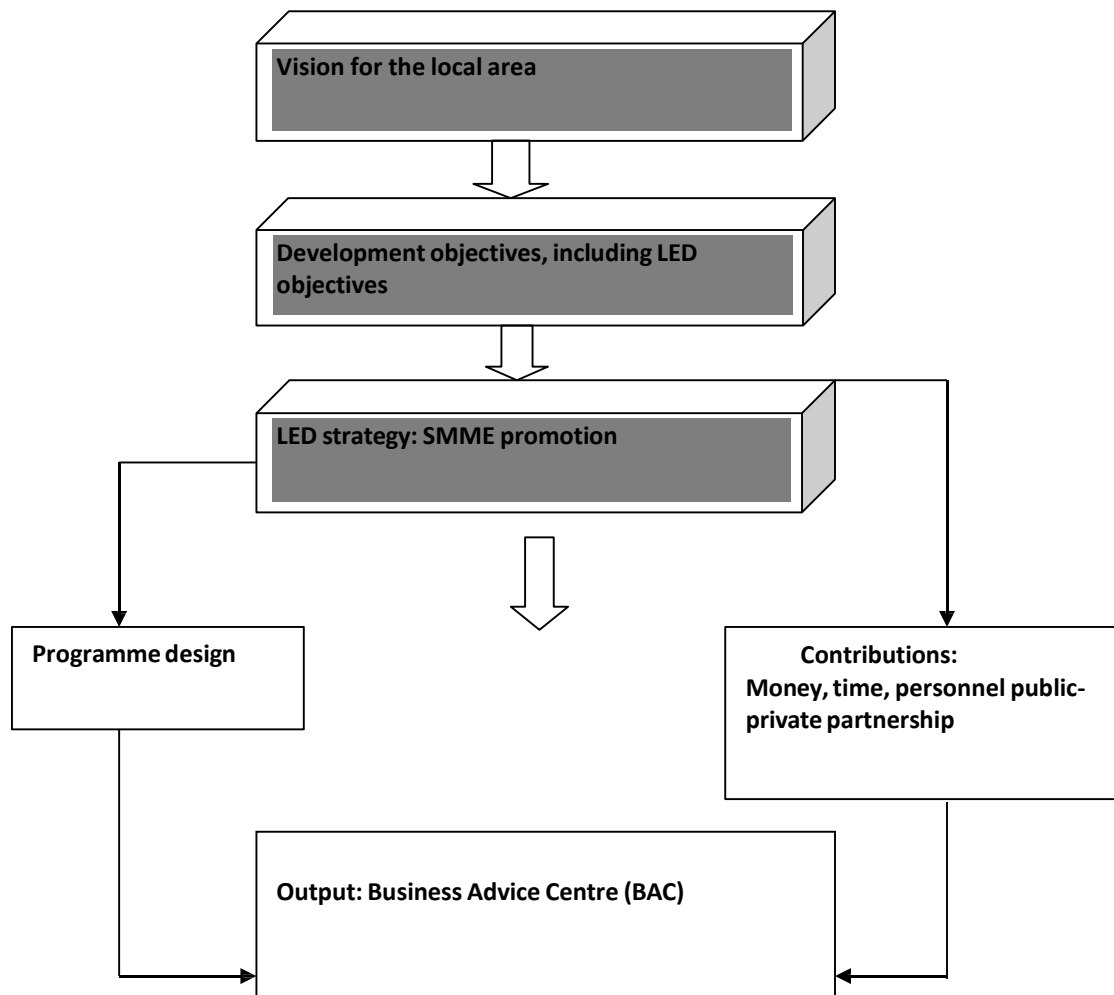 Vision for the local area
Development objectives, including LED
objectives
LED strategy: SMME promotion
Programme design
Contributions:
Money, time, personnel public-
private partnership
Output: Business Advice Centre (BAC)